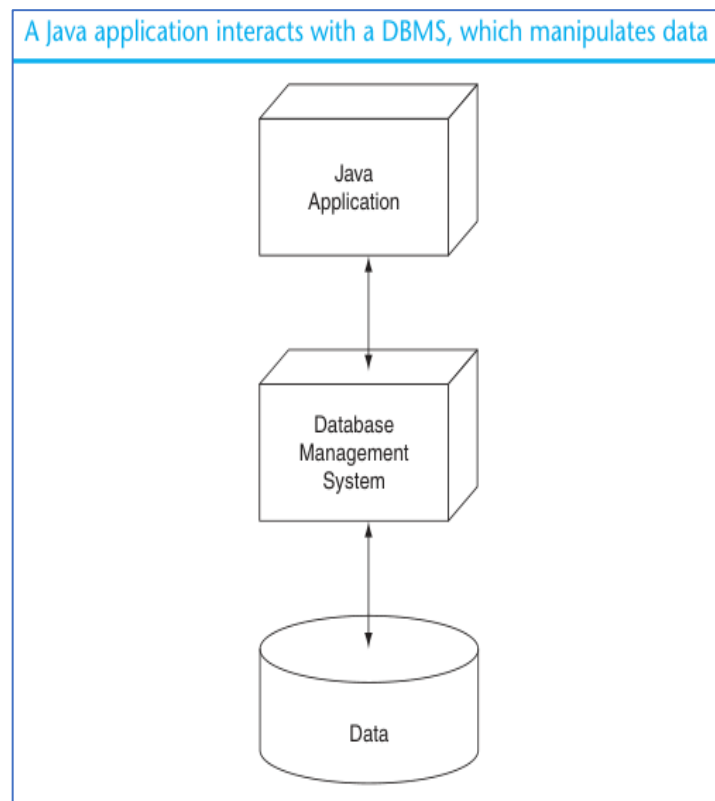 A Java application interacts with a DBMS, which manipulates data
Java
Application
Database
Management
System
Data